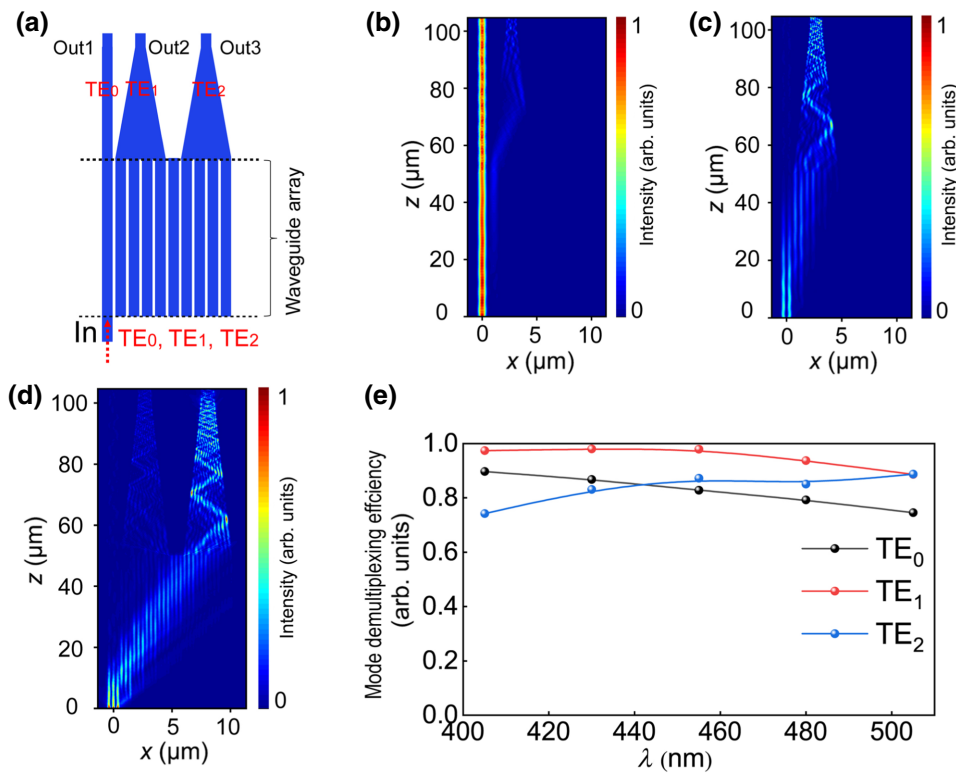 (a)
Out1
Out2
Out3
TE0
TE1
TE2
Waveguide array
In
TE0, TE1, TE2
(b)
100
80
60
40
20
0
z (µm)
0
5
10
x (µm)
1
0
Intensity (arb. units)
(c)
100
80
60
40
20
0
z (µm)
0
5
10
x (µm)
1
0
Intensity (arb. units)
(d)
100
80
60
40
20
0
z (µm)
0
5
10
x (µm)
1
0
Intensity (arb. units)
(e)
Mode demultiplexing efficiency
(arb. units)
1.0
0.8
0.6
0.4
0.2
0.0
400
420
440
460
480
500
λ (nm)
TE0
TE1
TE2